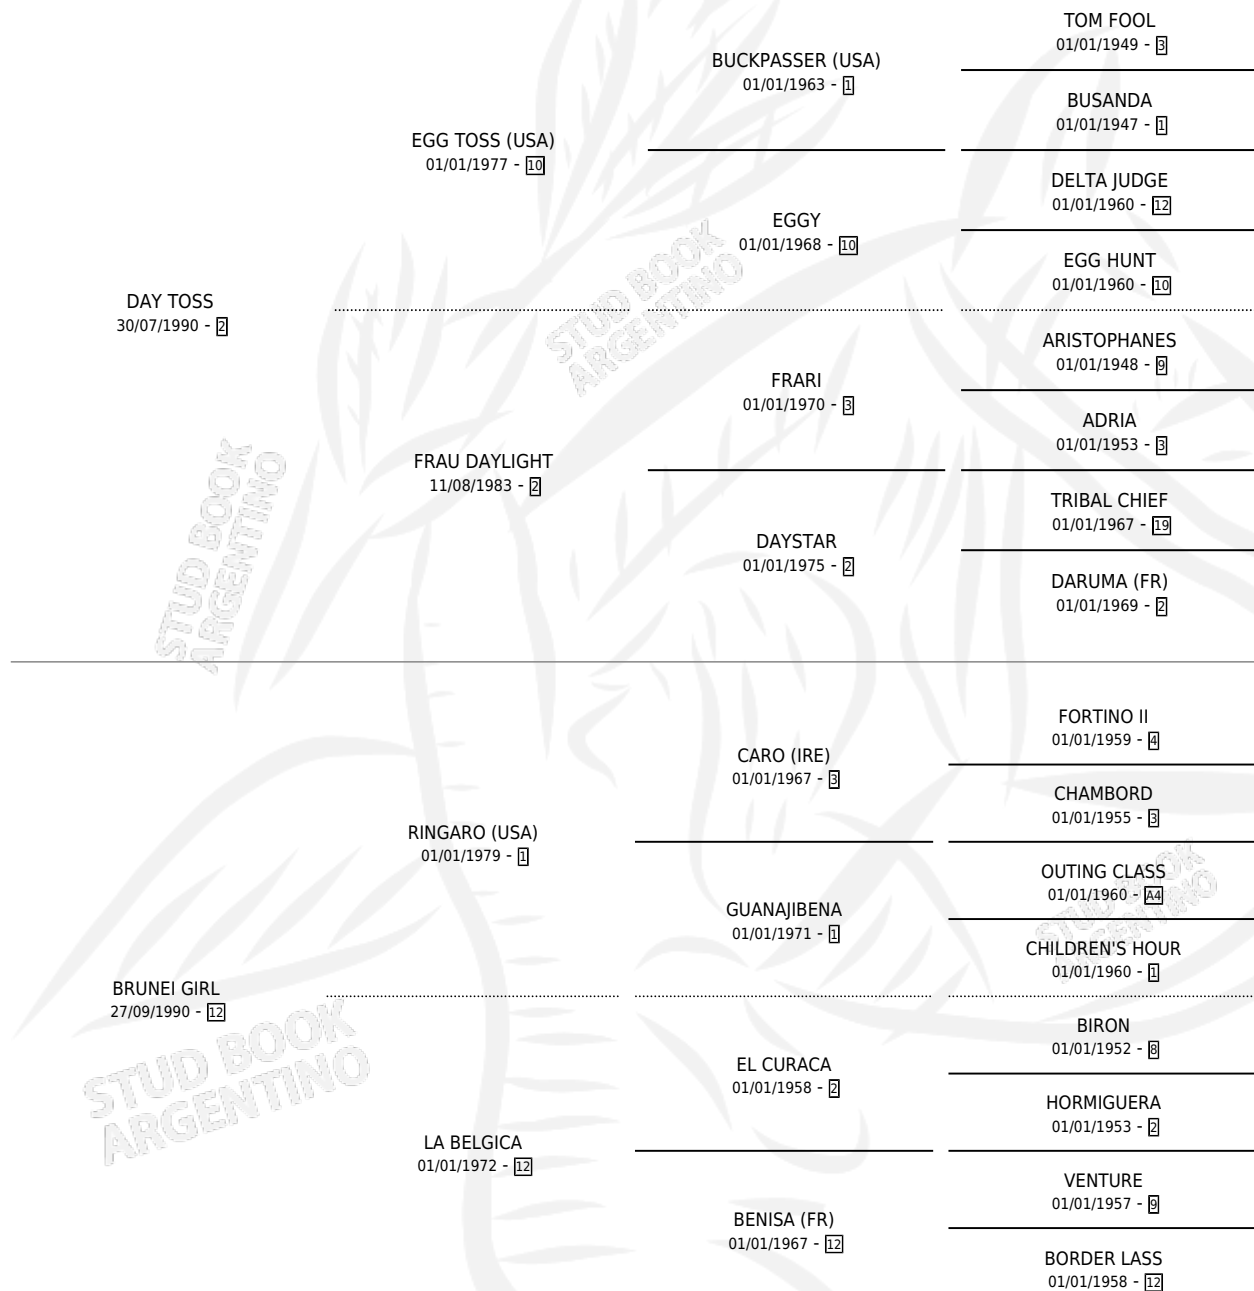 TOM FOOL
01/01/1949 - 3
BUCKPASSER (USA)
01/01/1963 - 1
BUSANDA
01/01/1947 - 1
EGG TOSS (USA)
01/01/1977 - 10
DELTA JUDGE
01/01/1960 - 12
EGGY
01/01/1968 - 10
EGG HUNT
01/01/1960 - 10
DAY TOSS
30/07/1990 - 2
ARISTOPHANES
01/01/1948 - 9
FRARI
01/01/1970 - 3
ADRIA
01/01/1953 - 3
FRAU DAYLIGHT
11/08/1983 - 2
TRIBAL CHIEF
01/01/1967 - 19
DAYSTAR
01/01/1975 - 2
DARUMA (FR)
01/01/1969 - 2
FORTINO II
01/01/1959 - 4
CARO (IRE)
01/01/1967 - 3
CHAMBORD
01/01/1955 - 3
RINGARO (USA)
01/01/1979 - 1
OUTING CLASS
01/01/1960 - A4
GUANAJIBENA
01/01/1971 - 1
CHILDREN'S HOUR
01/01/1960 - 1
BRUNEI GIRL
27/09/1990 - 12
BIRON
01/01/1952 - 8
EL CURACA
01/01/1958 - 2
HORMIGUERA
01/01/1953 - 2
LA BELGICA
01/01/1972 - 12
VENTURE
01/01/1957 - 9
BENISA (FR)
01/01/1967 - 12
BORDER LASS
01/01/1958 - 12
STUD BOOK
ARGENTINO
STUD BOOK
ARGENTINO
STUD BOOK
ARGENTINO
STUD BOOK
ARGENTINO